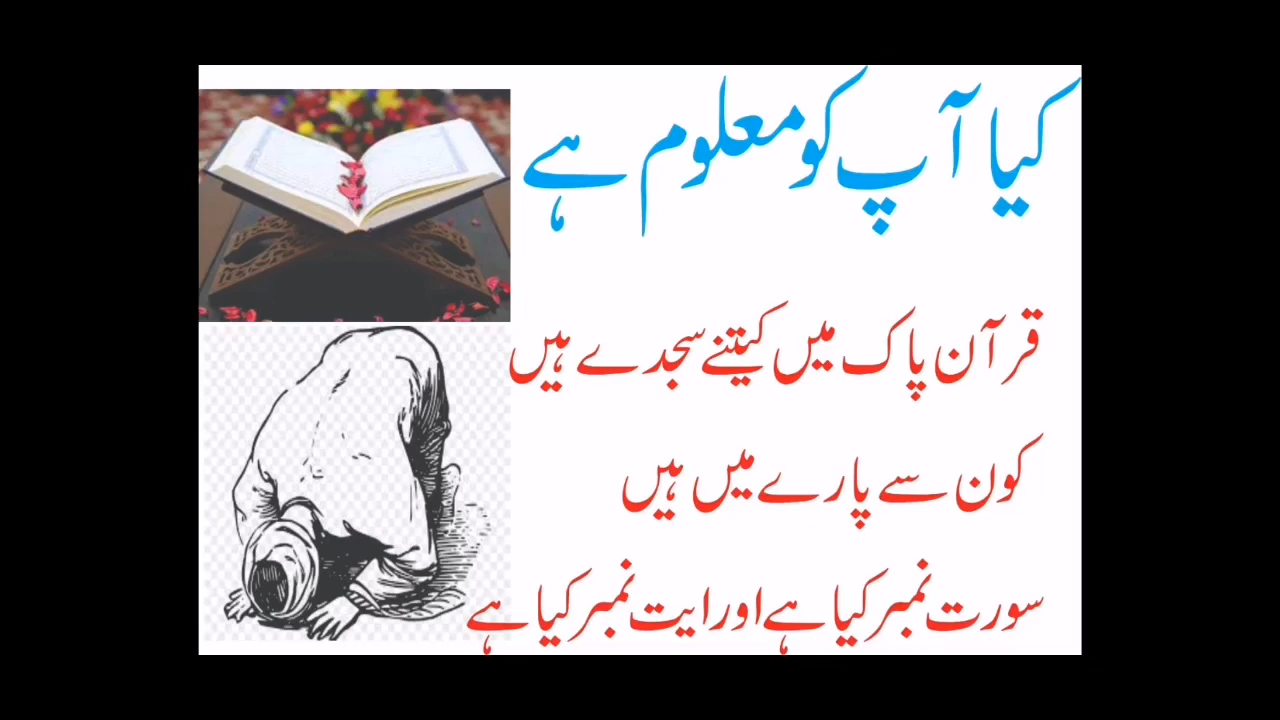 کیا آپ کو معلوم ہے
قرآن پاک میں کیتنے سجدے ہیں
کون سے پارے میں ہیں
سورت نمبر کیا ہے اور ایت نمبر کیا ہے